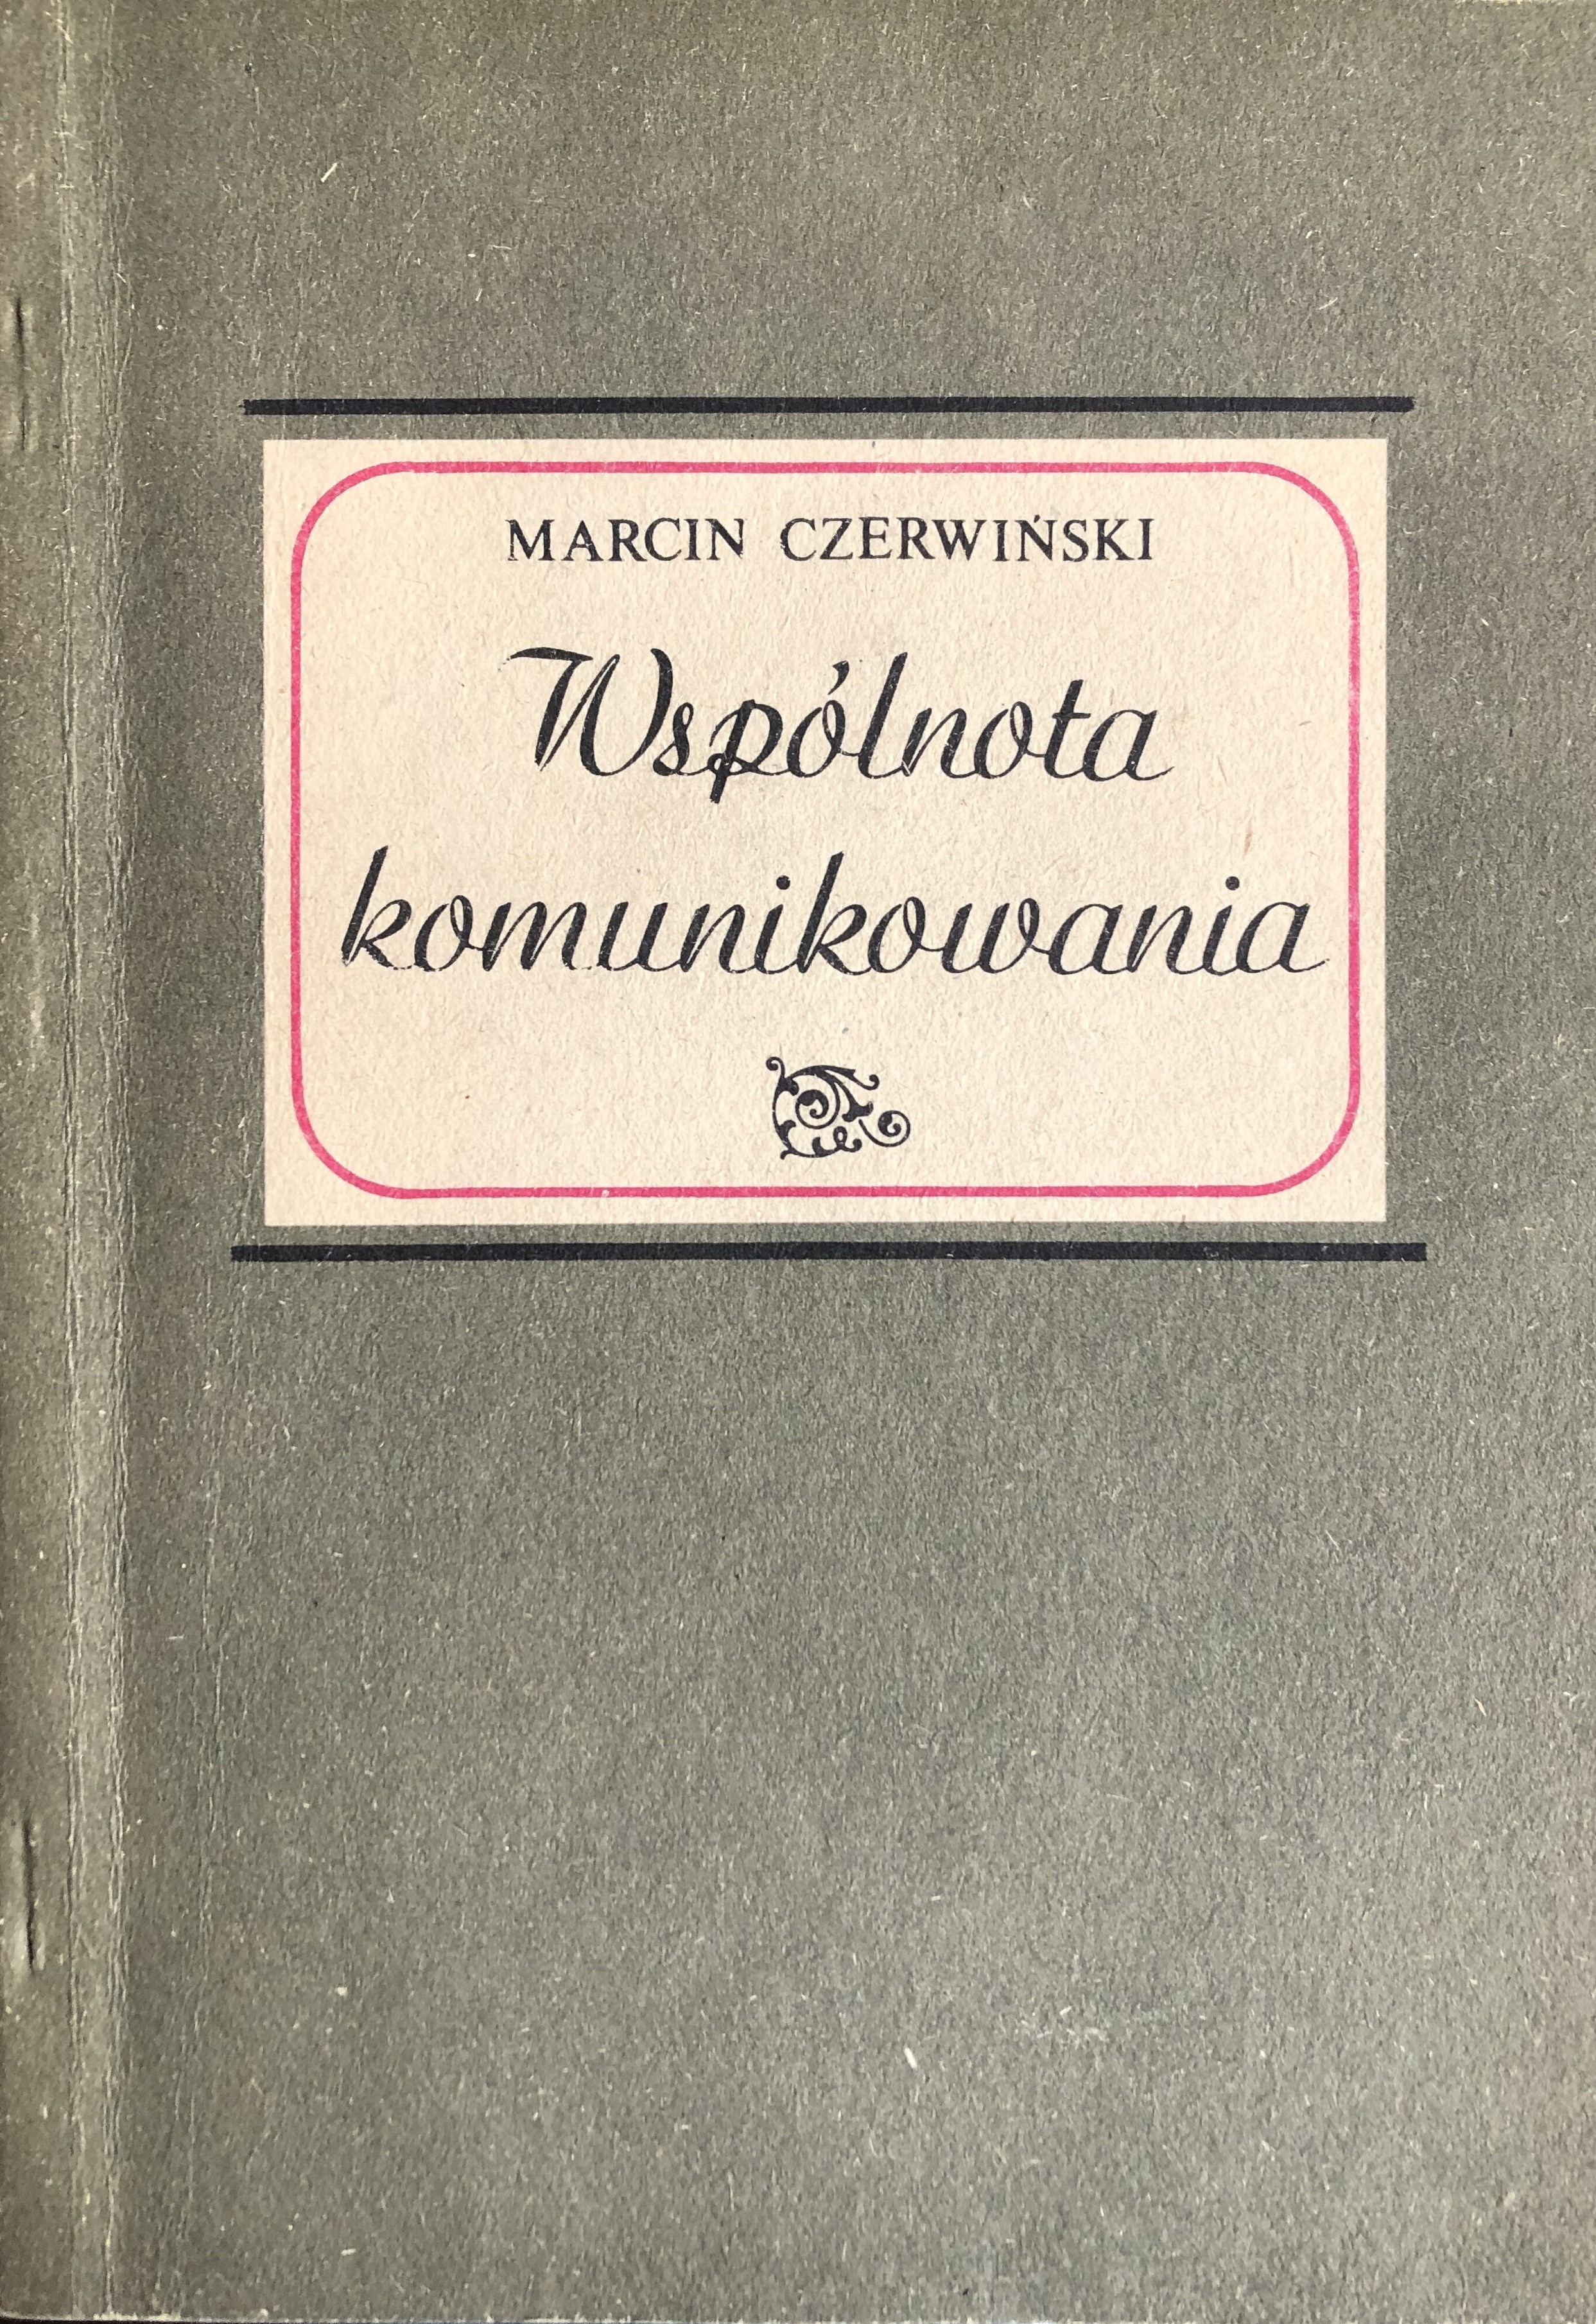 MARCIN CZERWIŃSKI
Wspólnota
komunikowania